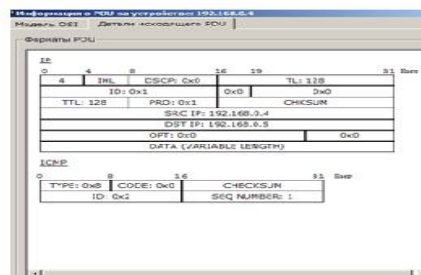 Информация о PDU на устройстве: 192.168.0.4
Модель OSI Детали исходящего PDU
Форматы PDU
IP
0 4 8 16 19 31 Бит
4 IHL DSCP: 0x0 TL: 128
ID: 0x1 0x0 0x0
TTL: 128 PRO: 0x1 CHKSUM
SRC IP: 192.168.0.4
DST IP: 192.168.0.5
OPT: 0x0 0x0
DATA (VARIABLE LENGTH)
ICMP
0 8 16 31 Бит
TYPE: 0x8 CODE: 0x0 CHECKSUM
ID: 0x2 SEQ NUMBER: 1